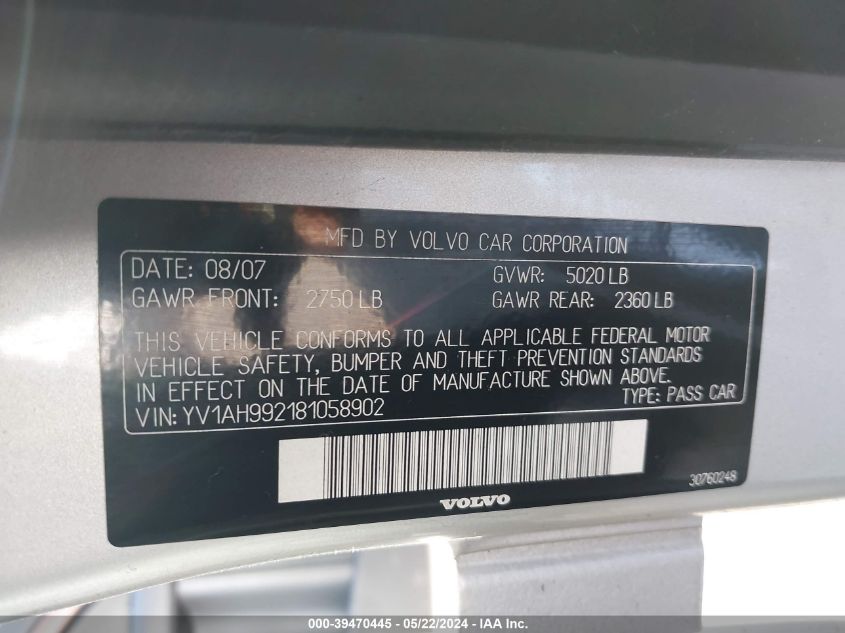 MFD BY VOLVO CAR CORPORATION
DATE: 08/07 GVWR: 5020 LB
GAWR FRONT: 2750 LB GAWR REAR: 2360 LB
THIS VEHICLE CONFORMS TO ALL APPLICABLE FEDERAL MOTOR
VEHICLE SAFETY, BUMPER AND THEFT PREVENTION STANDARDS
IN EFFECT ON THE DATE OF MANUFACTURE SHOWN ABOVE.
TYPE: PASS CAR
VIN: YV1AH992181058902
30760248
VOLVO
000-39470445 - 05/22/2024 - IAA Inc.